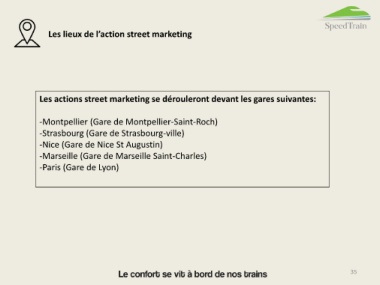 Les lieux de l'action street marketing
SpeedTrain
Les actions street marketing se dérouleront devant les gares suivantes:
-Montpellier (Gare de Montpellier-Saint-Roch)
-Strasbourg (Gare de Strasbourg-ville)
-Nice (Gare de Nice St Augustin)
-Marseille (Gare de Marseille Saint-Charles)
-Paris (Gare de Lyon)
Le confort se vit à bord de nos trains
35